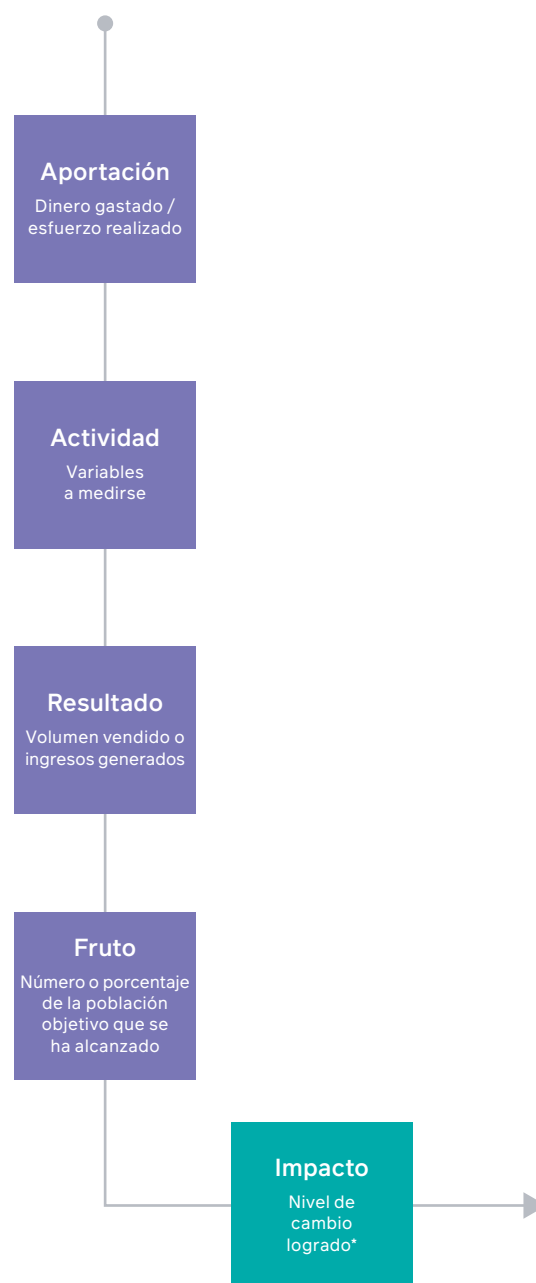 Aportación
Dinero gastado /
esfuerzo realizado
Actividad
Variables
a medirse
Resultado
Volumen vendido o
ingresos generados
Fruto
Número o porcentaje
de la población
objetivo que se
ha alcanzado
Impacto
Nivel de
cambio
logrado*